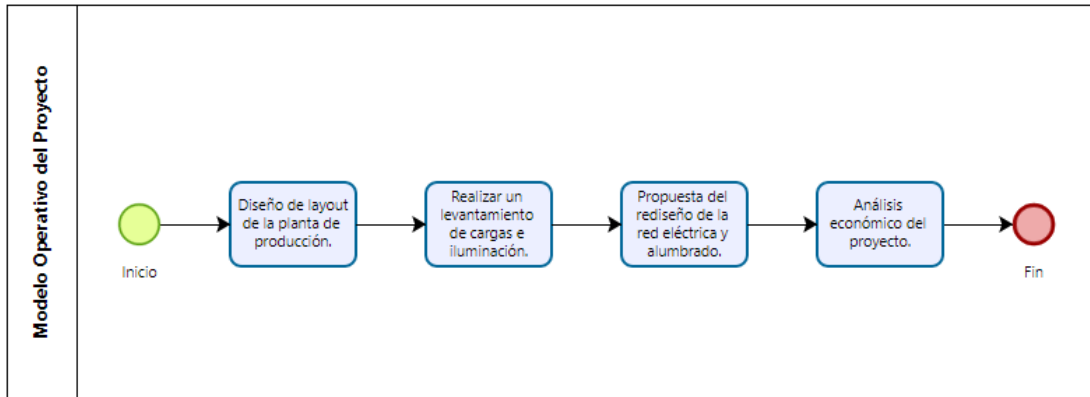 Modelo Operativo del Proyecto
Inicio
Diseño de layout
de la planta de
producción.
Realizar un
levantamiento
de cargas e
iluminación.
Propuesta del
rediseño de la
red eléctrica y
alumbrado.
Análisis
económico del
proyecto.
Fin